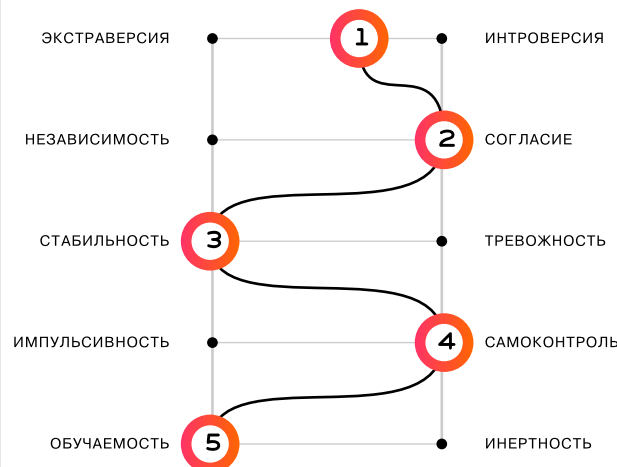 ЭКСТРАВЕРСИЯ 1 ИНТРОВЕРСИЯ
НЕЗАВИСИМОСТЬ 2 СОГЛАСИЕ
СТАБИЛЬНОСТЬ 3 ТРЕВОЖНОСТЬ
ИМПУЛЬСИВНОСТЬ 4 САМОКОНТРОЛЬ
ОБУЧАЕМОСТЬ 5 ИНЕРТНОСТЬ